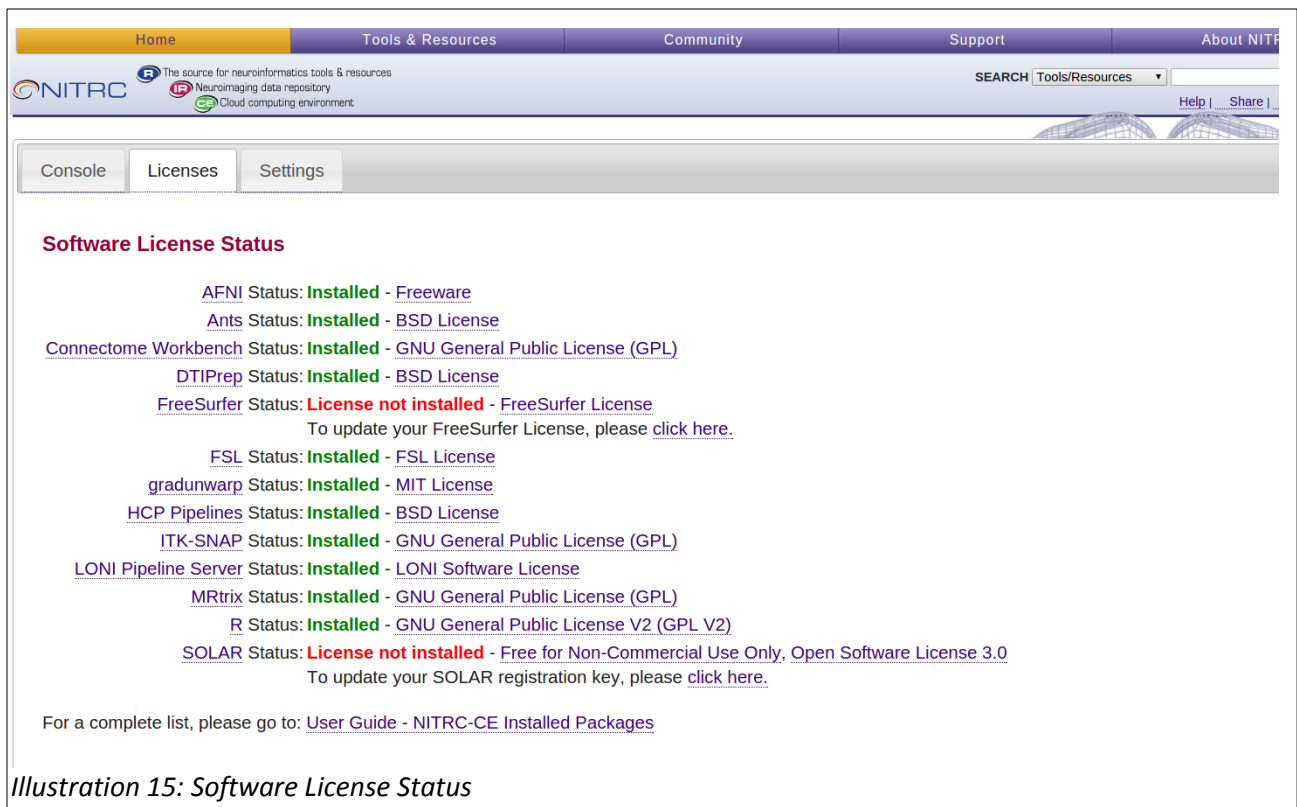 Home Tools & Resources Community Support About NITR
NITRC
R The source for neuroinformatics tools & resources
IR Neuroimaging data repository
CE Cloud computing environment
SEARCH Tools/Resources
Help | Share |
Console Licenses Settings
Software License Status
AFNI Status: Installed - Freeware
Ants Status: Installed - BSD License
Connectome Workbench Status: Installed - GNU General Public License (GPL)
DTIPrep Status: Installed - BSD License
FreeSurfer Status: License not installed - FreeSurfer License
To update your FreeSurfer License, please click here.
FSL Status: Installed - FSL License
gradunwarp Status: Installed - MIT License
HCP Pipelines Status: Installed - BSD License
ITK-SNAP Status: Installed - GNU General Public License (GPL)
LONI Pipeline Server Status: Installed - LONI Software License
MRtrix Status: Installed - GNU General Public License (GPL)
R Status: Installed - GNU General Public License V2 (GPL V2)
SOLAR Status: License not installed - Free for Non-Commercial Use Only, Open Software License 3.0
To update your SOLAR registration key, please click here.
For a complete list, please go to: User Guide - NITRC-CE Installed Packages
Illustration 15: Software License Status